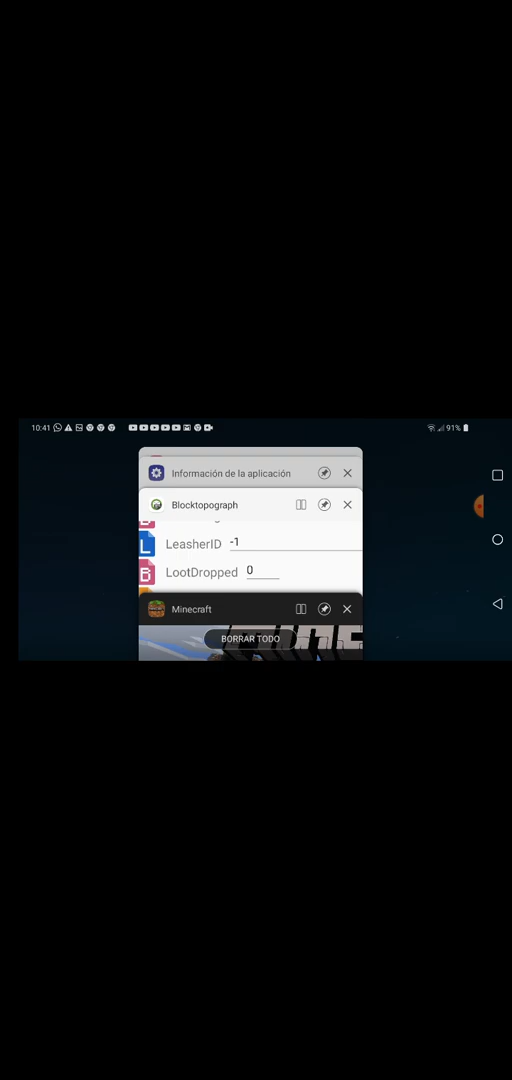 10:41
91%
Información de la aplicación
Blocktopograph
L LeasherID -1
B LootDropped 0
Minecraft
BORRAR TODO